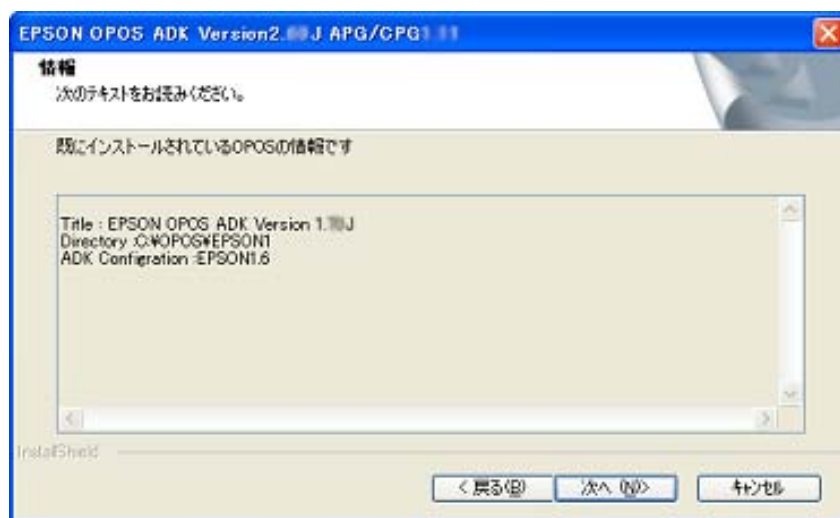 EPSON OPOS ADK Version2. J APG/CPG
情報
次のテキストをお読みください。
既にインストールされているOPOSの情報です
Title : EPSON OPOS ADK Version 1. J
Directory :C:¥OPOS¥EPSON1
ADK Configration :EPSON1.6
InstallShield
< 戻る(B)
次へ (N)>
キャンセル